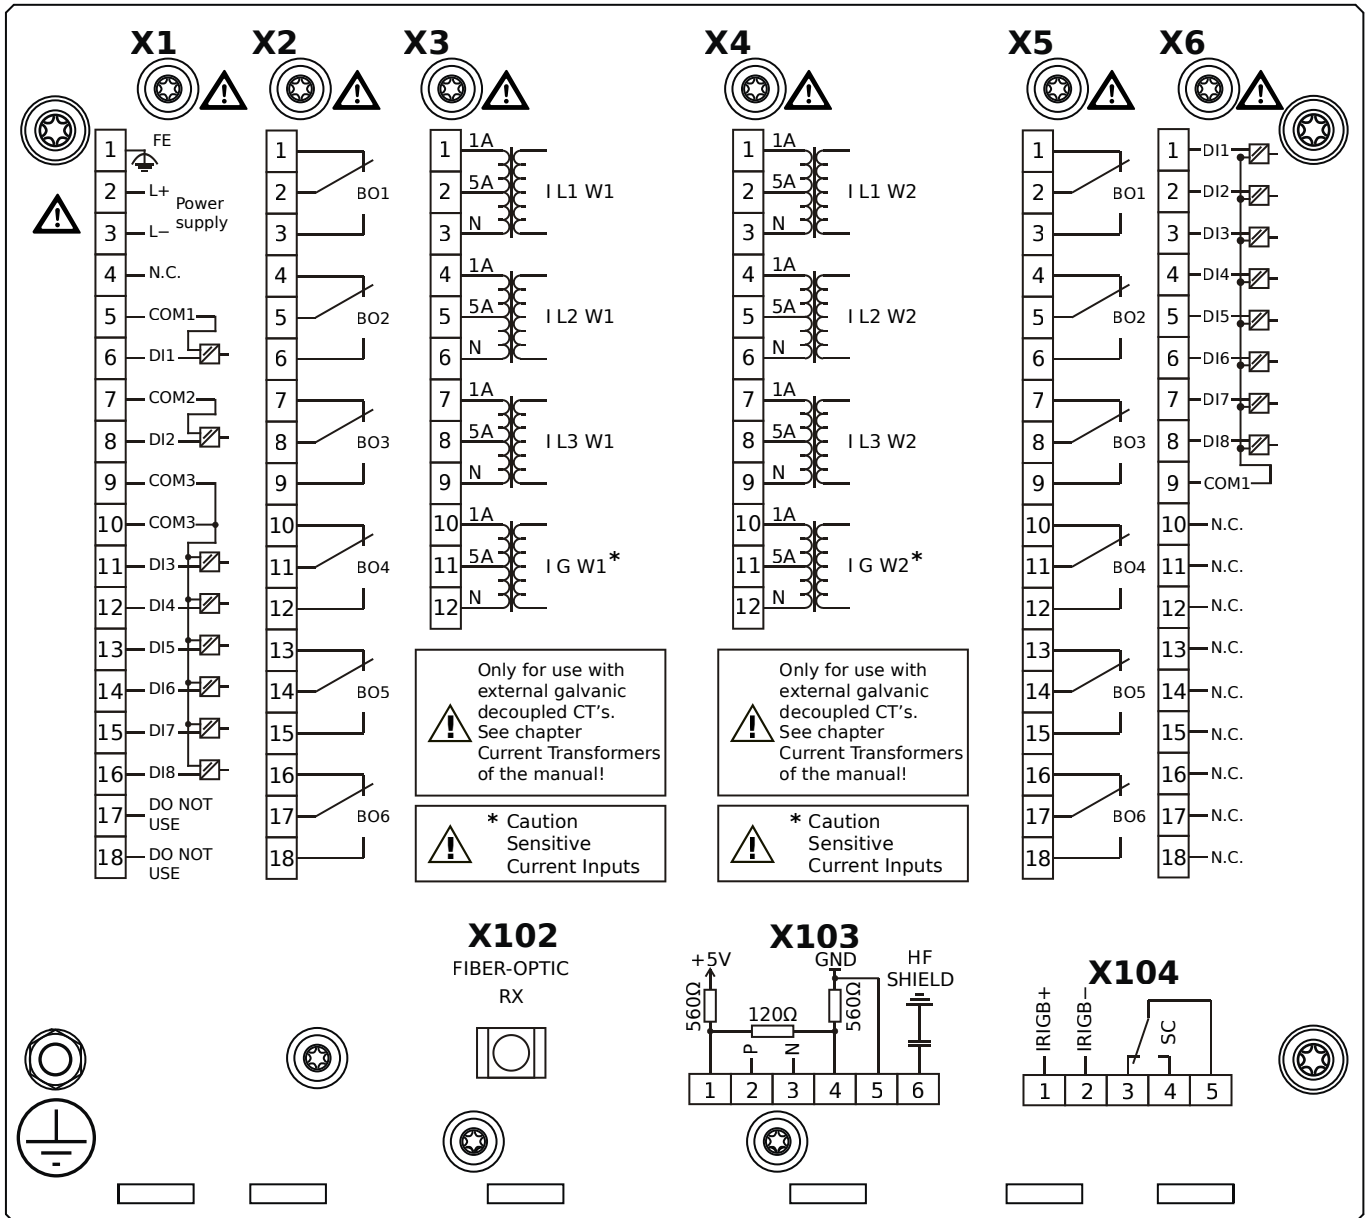 X1 X2 X3 X4 X5 X6
1 FE
2 L+
Power
supply
3 L−
4 N.C.
5 COM1
6 DI1
7 COM2
8 DI2
9 COM3
10 COM3
11 DI3
12 DI4
13 DI5
14 DI6
15 DI7
16 DI8
17 DO NOT
USE
18 DO NOT
USE
1
2 BO1
3
4
5 BO2
6
7
8 BO3
9
10
11 BO4
12
13
14 BO5
15
16
17 BO6
18
1 1A
2 5A I L1 W1
3 N
4 1A
5 5A I L2 W1
6 N
7 1A
8 5A I L3 W1
9 N
10 1A
11 5A I G W1*
12 N
Only for use with
external galvanic
decoupled CT's.
See chapter
Current Transformers
of the manual!
* Caution
Sensitive
Current Inputs
1 1A
2 5A I L1 W2
3 N
4 1A
5 5A I L2 W2
6 N
7 1A
8 5A I L3 W2
9 N
10 1A
11 5A I G W2*
12 N
Only for use with
external galvanic
decoupled CT's.
See chapter
Current Transformers
of the manual!
* Caution
Sensitive
Current Inputs
1
2 BO1
3
4
5 BO2
6
7
8 BO3
9
10
11 BO4
12
13
14 BO5
15
16
17 BO6
18
1 DI1
2 DI2
3 DI3
4 DI4
5 DI5
6 DI6
7 DI7
8 DI8
9 COM1
10 N.C.
11 N.C.
12 N.C.
13 N.C.
14 N.C.
15 N.C.
16 N.C.
17 N.C.
18 N.C.
X102
FIBER-OPTIC
RX
X103
+5V GND HF
SHIELD
560Ω 120Ω 560Ω
P N
1 2 3 4 5 6
X104
IRIGB+ IRIGB− SC
1 2 3 4 5